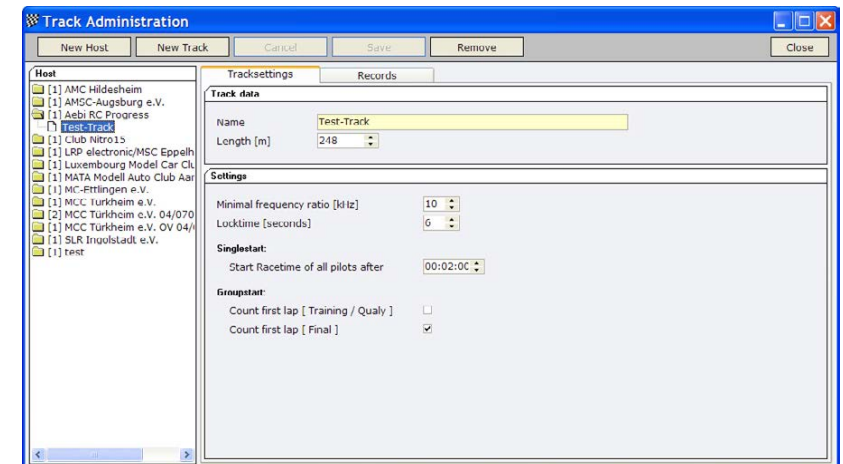 Track Administration
New Host New Track Cancel Save Remove Close
Host
[1] AMC Hildesheim
[1] AMSC-Augsburg e.V.
[1] Aebi RC Progress
Test-Track
[1] Club Nitro15
[1] LRP electronic/MSC Eppelh
[1] Luxembourg Model Car Clu
[1] MATA Modell Auto Club Aar
[1] MC-Ettlingen e.V.
[1] MCC Türkheim e.V.
[2] MCC Türkheim e.V. 04/070
[1] MCC Türkheim e.V. OV 04/
[1] SLR Ingolstadt e.V.
[1] test
Tracksettings Records
Track data
Name Test-Track
Length [m] 248
Settings
Minimal frequency ratio [kHz] 10
Locktime [seconds] 6
Singlestart:
Start Racetime of all pilots after 00:02:00
Groupstart:
Count first lap [ Training / Qualy ]
Count first lap [ Final ]